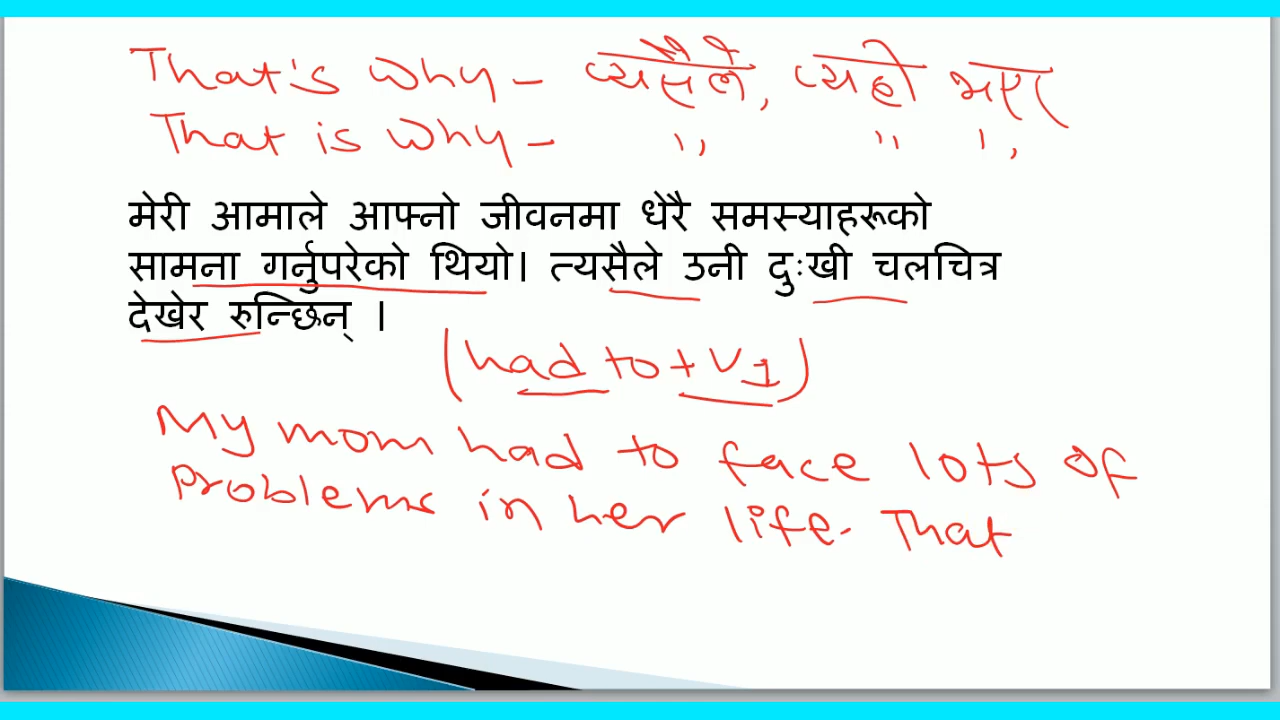 That's why - त्यसैले, त्यही भएर
That is why - ,, ,, ,,
मेरी आमाले आफ्नो जीवनमा धेरै समस्याहरूको
सामना गर्नुपरेको थियो। त्यसैले उनी दुःखी चलचित्र
देखेर रुन्छिन् ।
(had to + V1)
My mom had to face lots of
Problems in her life. That